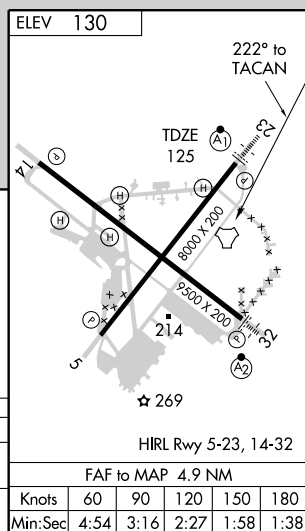 ELEV 130
222° to
TACAN
TDZE
125
A1
23
14
P
P
H
H
H
H
8000 X 200
9500 X 200
P
P
32
5
214
A2
269
HIRL Rwy 5-23, 14-32
FAF to MAP 4.9 NM
Knots 60 90 120 150 180
Min:Sec 4:54 3:16 2:27 1:58 1:38